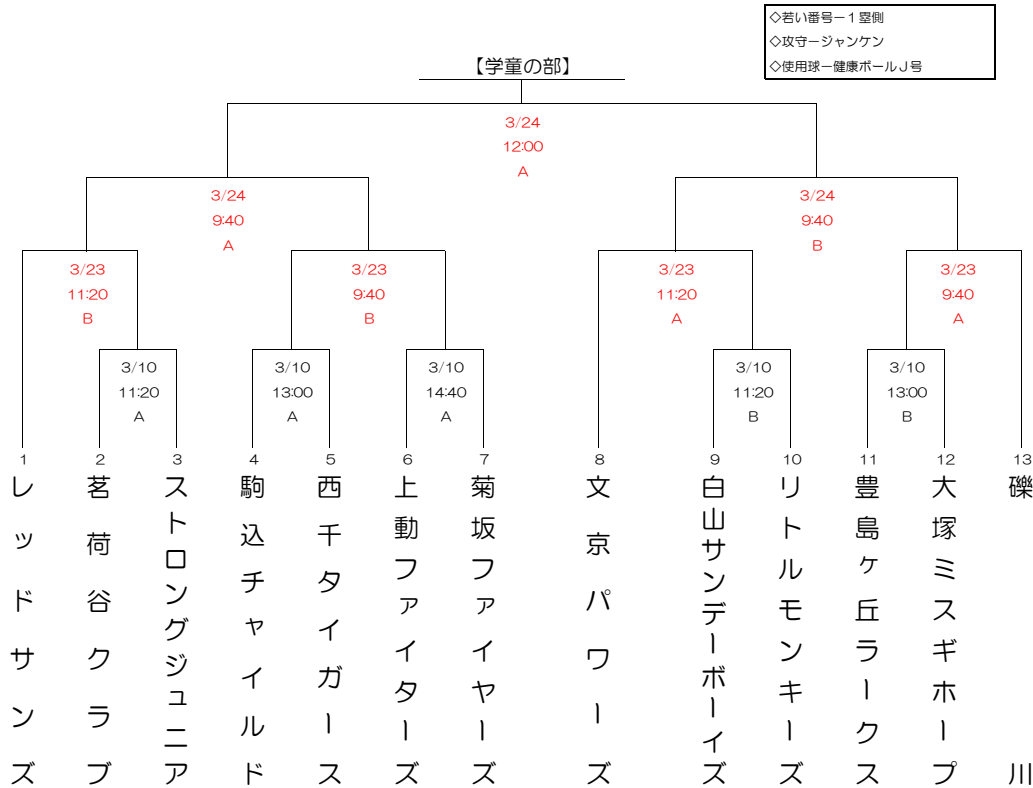 ◇若い番号－１塁側
◇攻守－ジャンケン
◇使用球－健康ボールＪ号
【学童の部】
3/24
12:00
A
3/24
9:40
A
3/24
9:40
B
3/23
11:20
B
3/23
9:40
B
3/23
11:20
A
3/23
9:40
A
3/10
11:20
A
3/10
13:00
A
3/10
14:40
A
3/10
11:20
B
3/10
13:00
B
1
レッドサンズ
2
茗荷谷クラブ
3
ストロングジュニア
4
駒込チャイルド
5
西千タイガース
6
上動ファイターズ
7
菊坂ファイヤーズ
8
文京パワーズ
9
白山サンデーボーイズ
10
リトルモンキーズ
11
豊島ヶ丘ラークス
12
大塚ミスギホープ
13
礫川